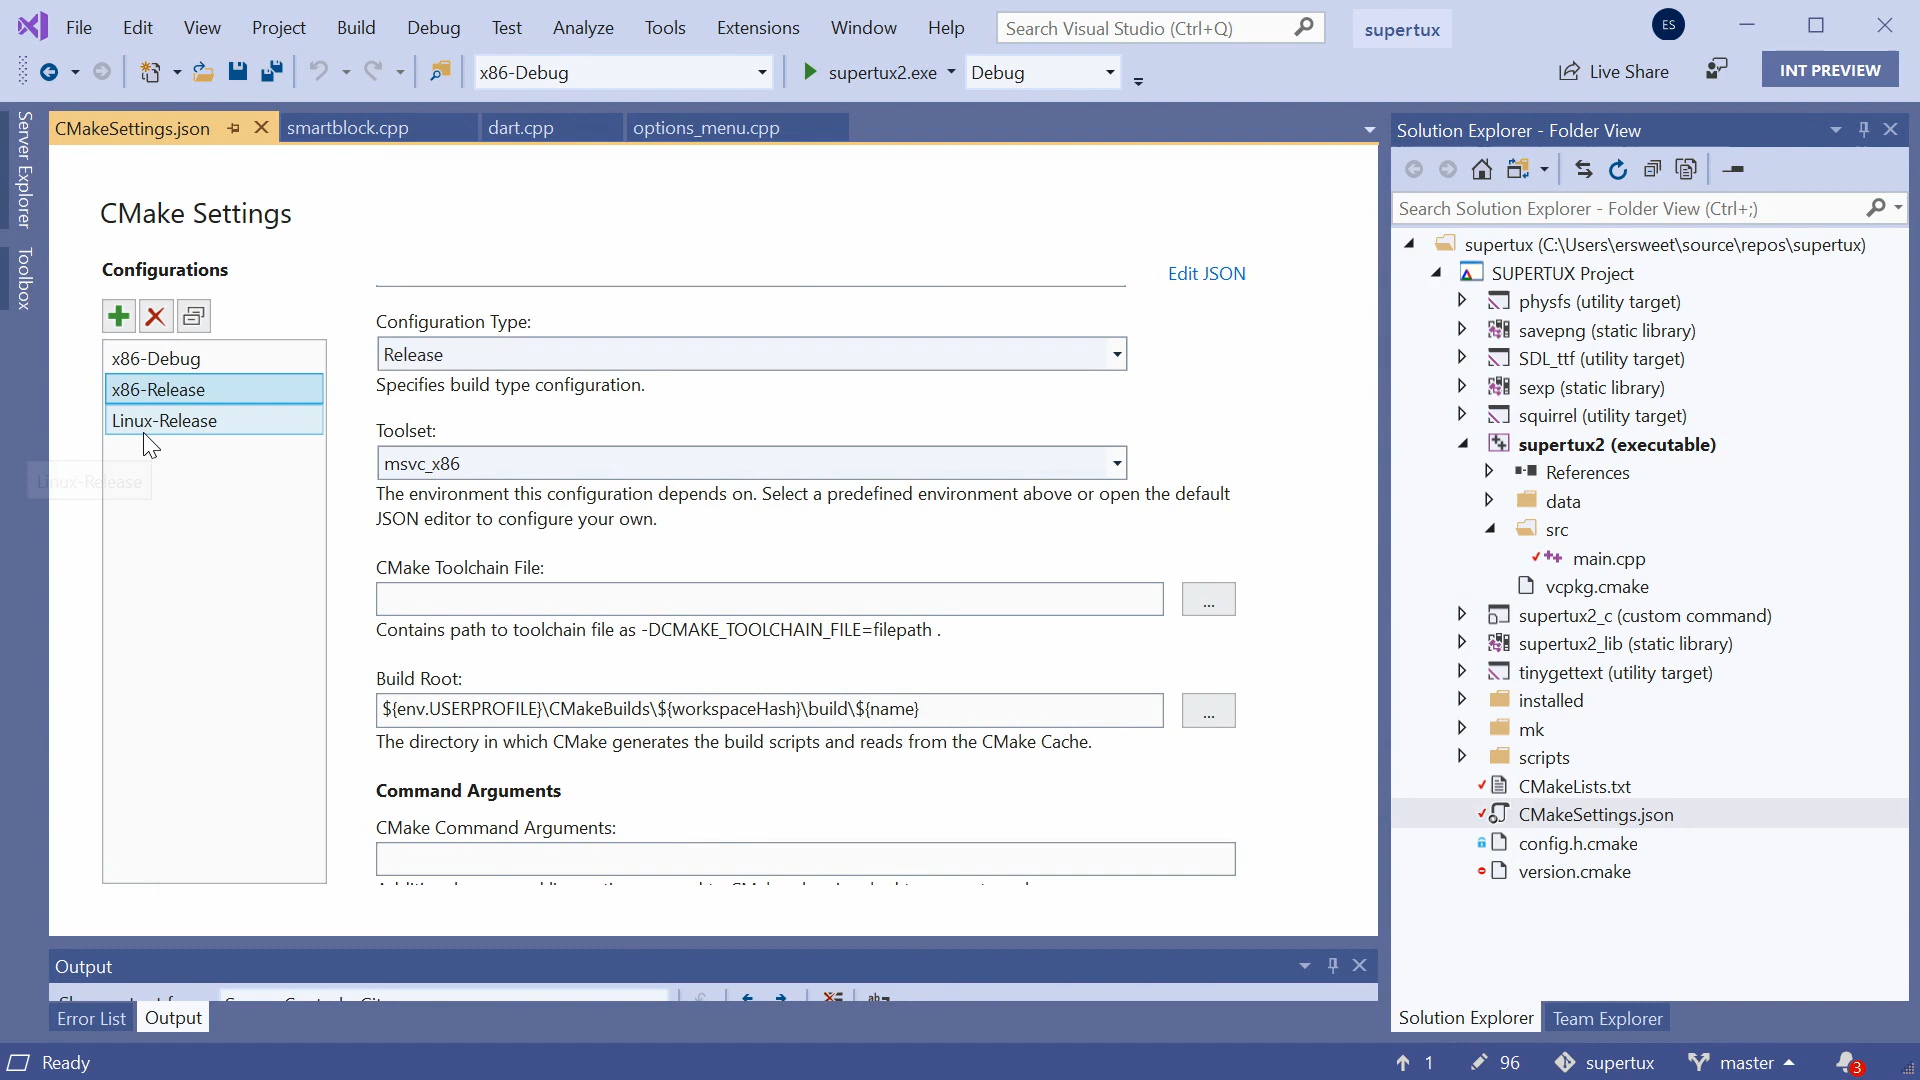 File Edit View Project Build Debug Test Analyze Tools Extensions Window Help Search Visual Studio (Ctrl+Q) supertux ES
x86-Debug supertux2.exe Debug Live Share INT PREVIEW
Server Explorer
Toolbox
CMakeSettings.json smartblock.cpp dart.cpp options_menu.cpp
CMake Settings
Configurations
Edit JSON
x86-Debug
x86-Release
Linux-Release
Linux-Release
Configuration Type:
Release
Specifies build type configuration.
Toolset:
msvc_x86
The environment this configuration depends on. Select a predefined environment above or open the default
JSON editor to configure your own.
CMake Toolchain File:
...
Contains path to toolchain file as -DCMAKE_TOOLCHAIN_FILE=filepath .
Build Root:
${env.USERPROFILE}\CMakeBuilds\${workspaceHash}\build\${name}
...
The directory in which CMake generates the build scripts and reads from the CMake Cache.
Command Arguments
CMake Command Arguments:
Output
Error List Output
Solution Explorer - Folder View
Search Solution Explorer - Folder View (Ctrl+;)
supertux (C:\Users\ersweet\source\repos\supertux)
SUPERTUX Project
physfs (utility target)
savepng (static library)
SDL_ttf (utility target)
sexp (static library)
squirrel (utility target)
supertux2 (executable)
References
data
src
main.cpp
vcpkg.cmake
supertux2_c (custom command)
supertux2_lib (static library)
tinygettext (utility target)
installed
mk
scripts
CMakeLists.txt
CMakeSettings.json
config.h.cmake
version.cmake
Solution Explorer Team Explorer
Ready 1 96 supertux master 3